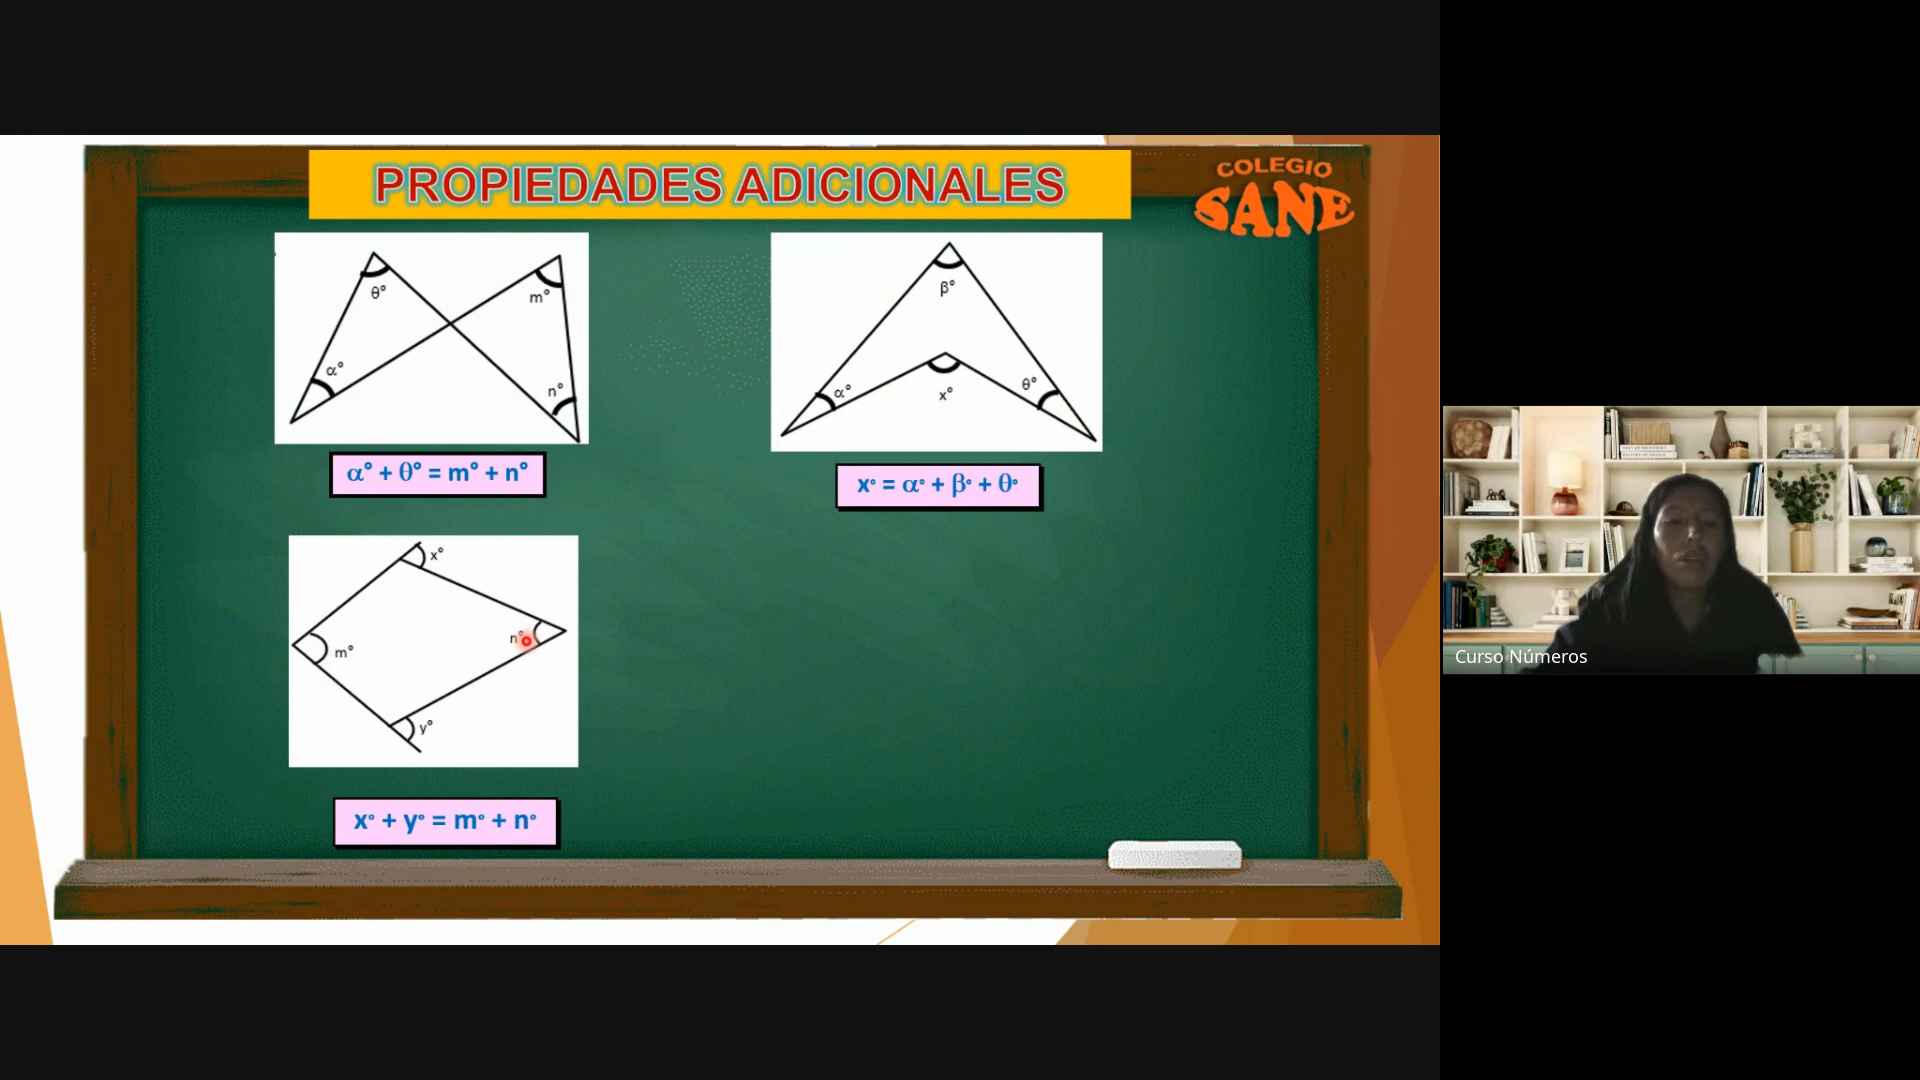 PROPIEDADES ADICIONALES
COLEGIO
SANE
θ°
m°
α°
n°
α° + θ° = m° + n°
β°
α°
θ°
x°
x° = α° + β° + θ°
x°
n°
m°
y°
x° + y° = m° + n°
Curso Números